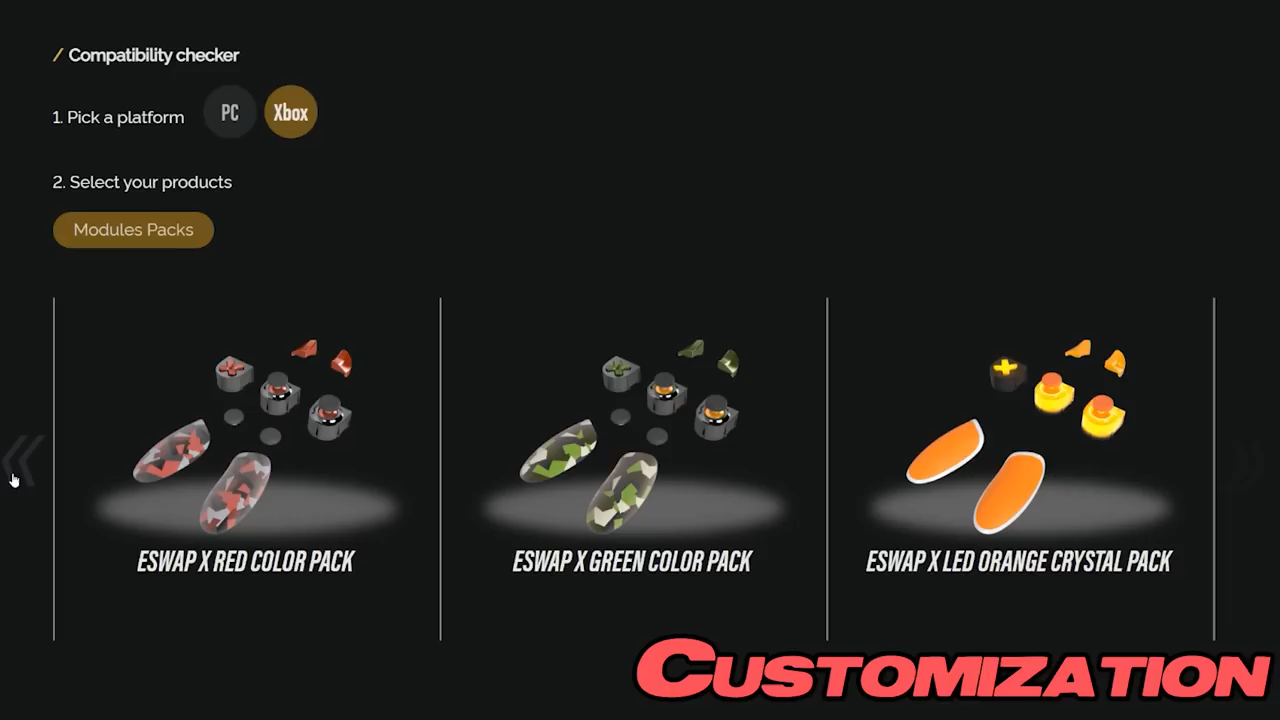 / Compatibility checker
1. Pick a platform PC Xbox
2. Select your products
Modules Packs
ESWAP X RED COLOR PACK
ESWAP X GREEN COLOR PACK
ESWAP X LED ORANGE CRYSTAL PACK
CUSTOMIZATION